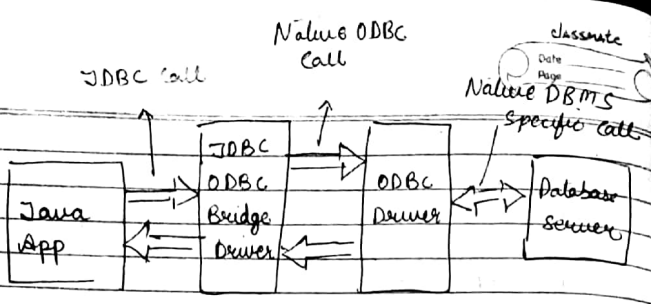 classmate
Date
Page
Native ODBC
Call
JDBC Call
Native DBMS
Specific Call
JDBC
ODBC
Bridge
Driver
ODBC
Driver
Database
Server
Java
App